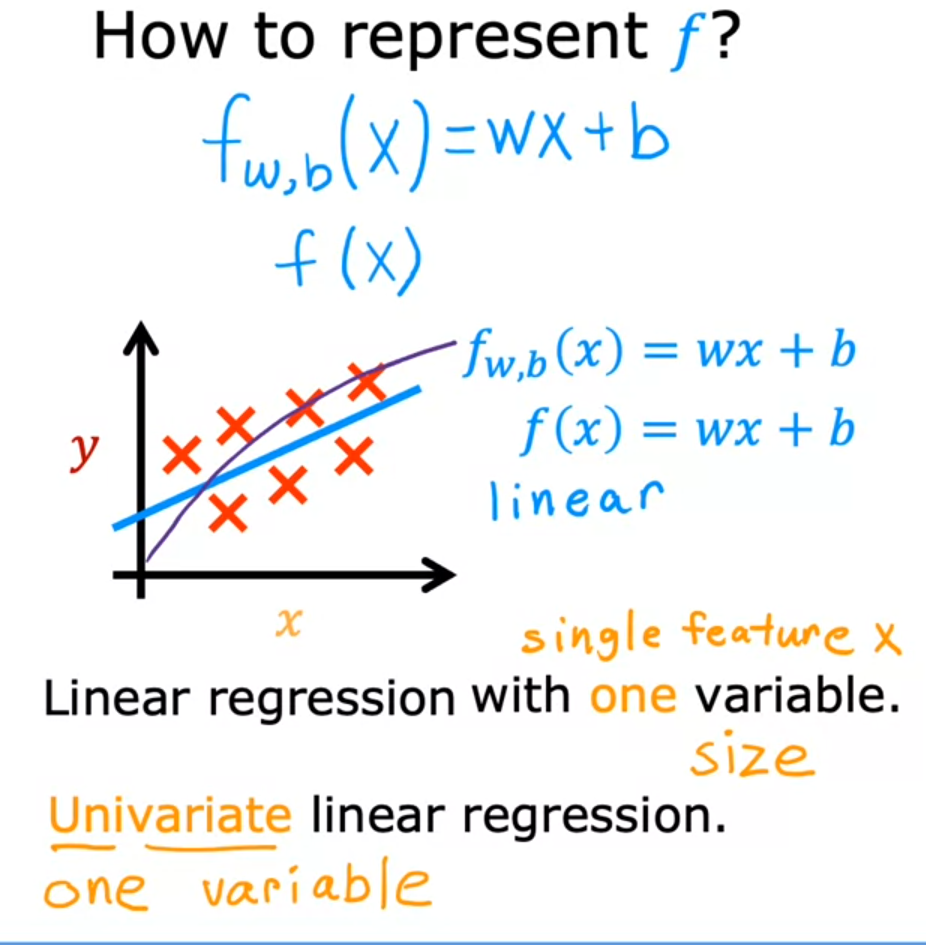 How to represent f?
f_{w,b}(x) = wx + b
f(x)
f_{w,b}(x) = wx + b
f(x) = wx + b
linear
y
x
single feature x
Linear regression with one variable.
size
Univariate linear regression.
one variable